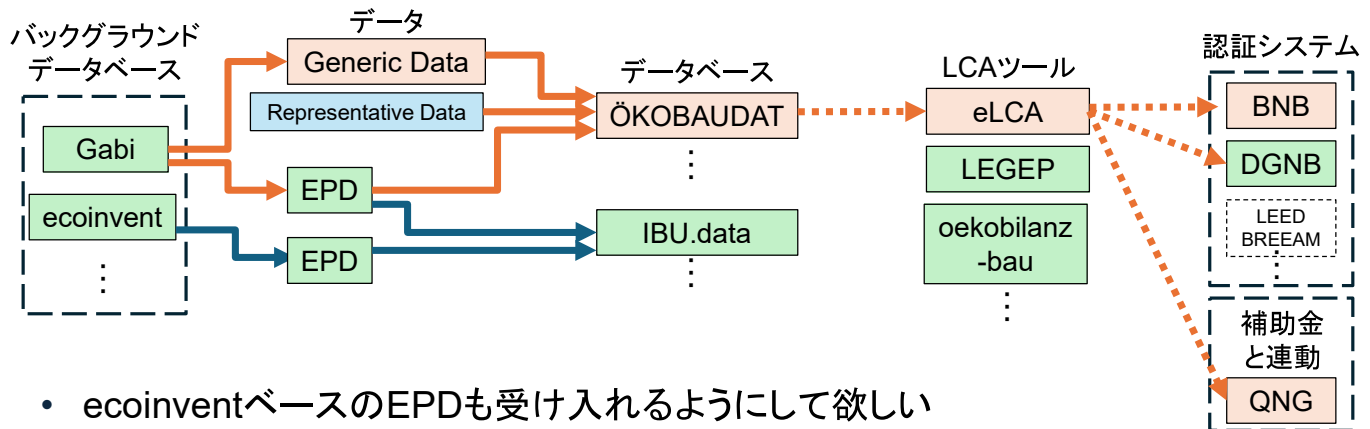 バックグラウンド
データベース
Gabi
ecoinvent
⋮
データ
Generic Data
Representative Data
EPD
EPD
データベース
ÖKOBAUDAT
⋮
IBU.data
⋮
LCAツール
eLCA
LEGEP
oekobilanz
-bau
⋮
認証システム
BNB
DGNB
LEED
BREEAM
⋮
補助金
と連動
QNG
• ecoinventベースのEPDも受け入れるようにして欲しい